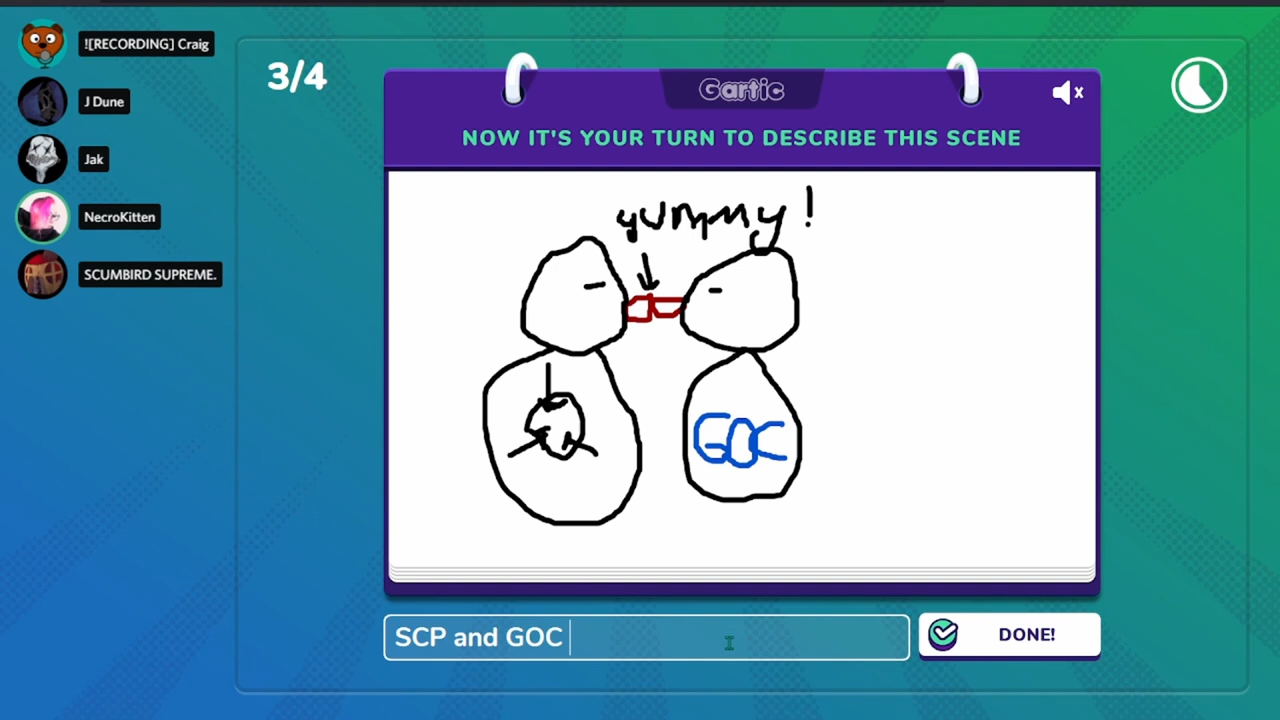 ![RECORDING] Craig
J Dune
Jak
NecroKitten
SCUMBIRD SUPREME.
3/4
Gartic
NOW IT'S YOUR TURN TO DESCRIBE THIS SCENE
yummy!
GOC
SCP and GOC
DONE!